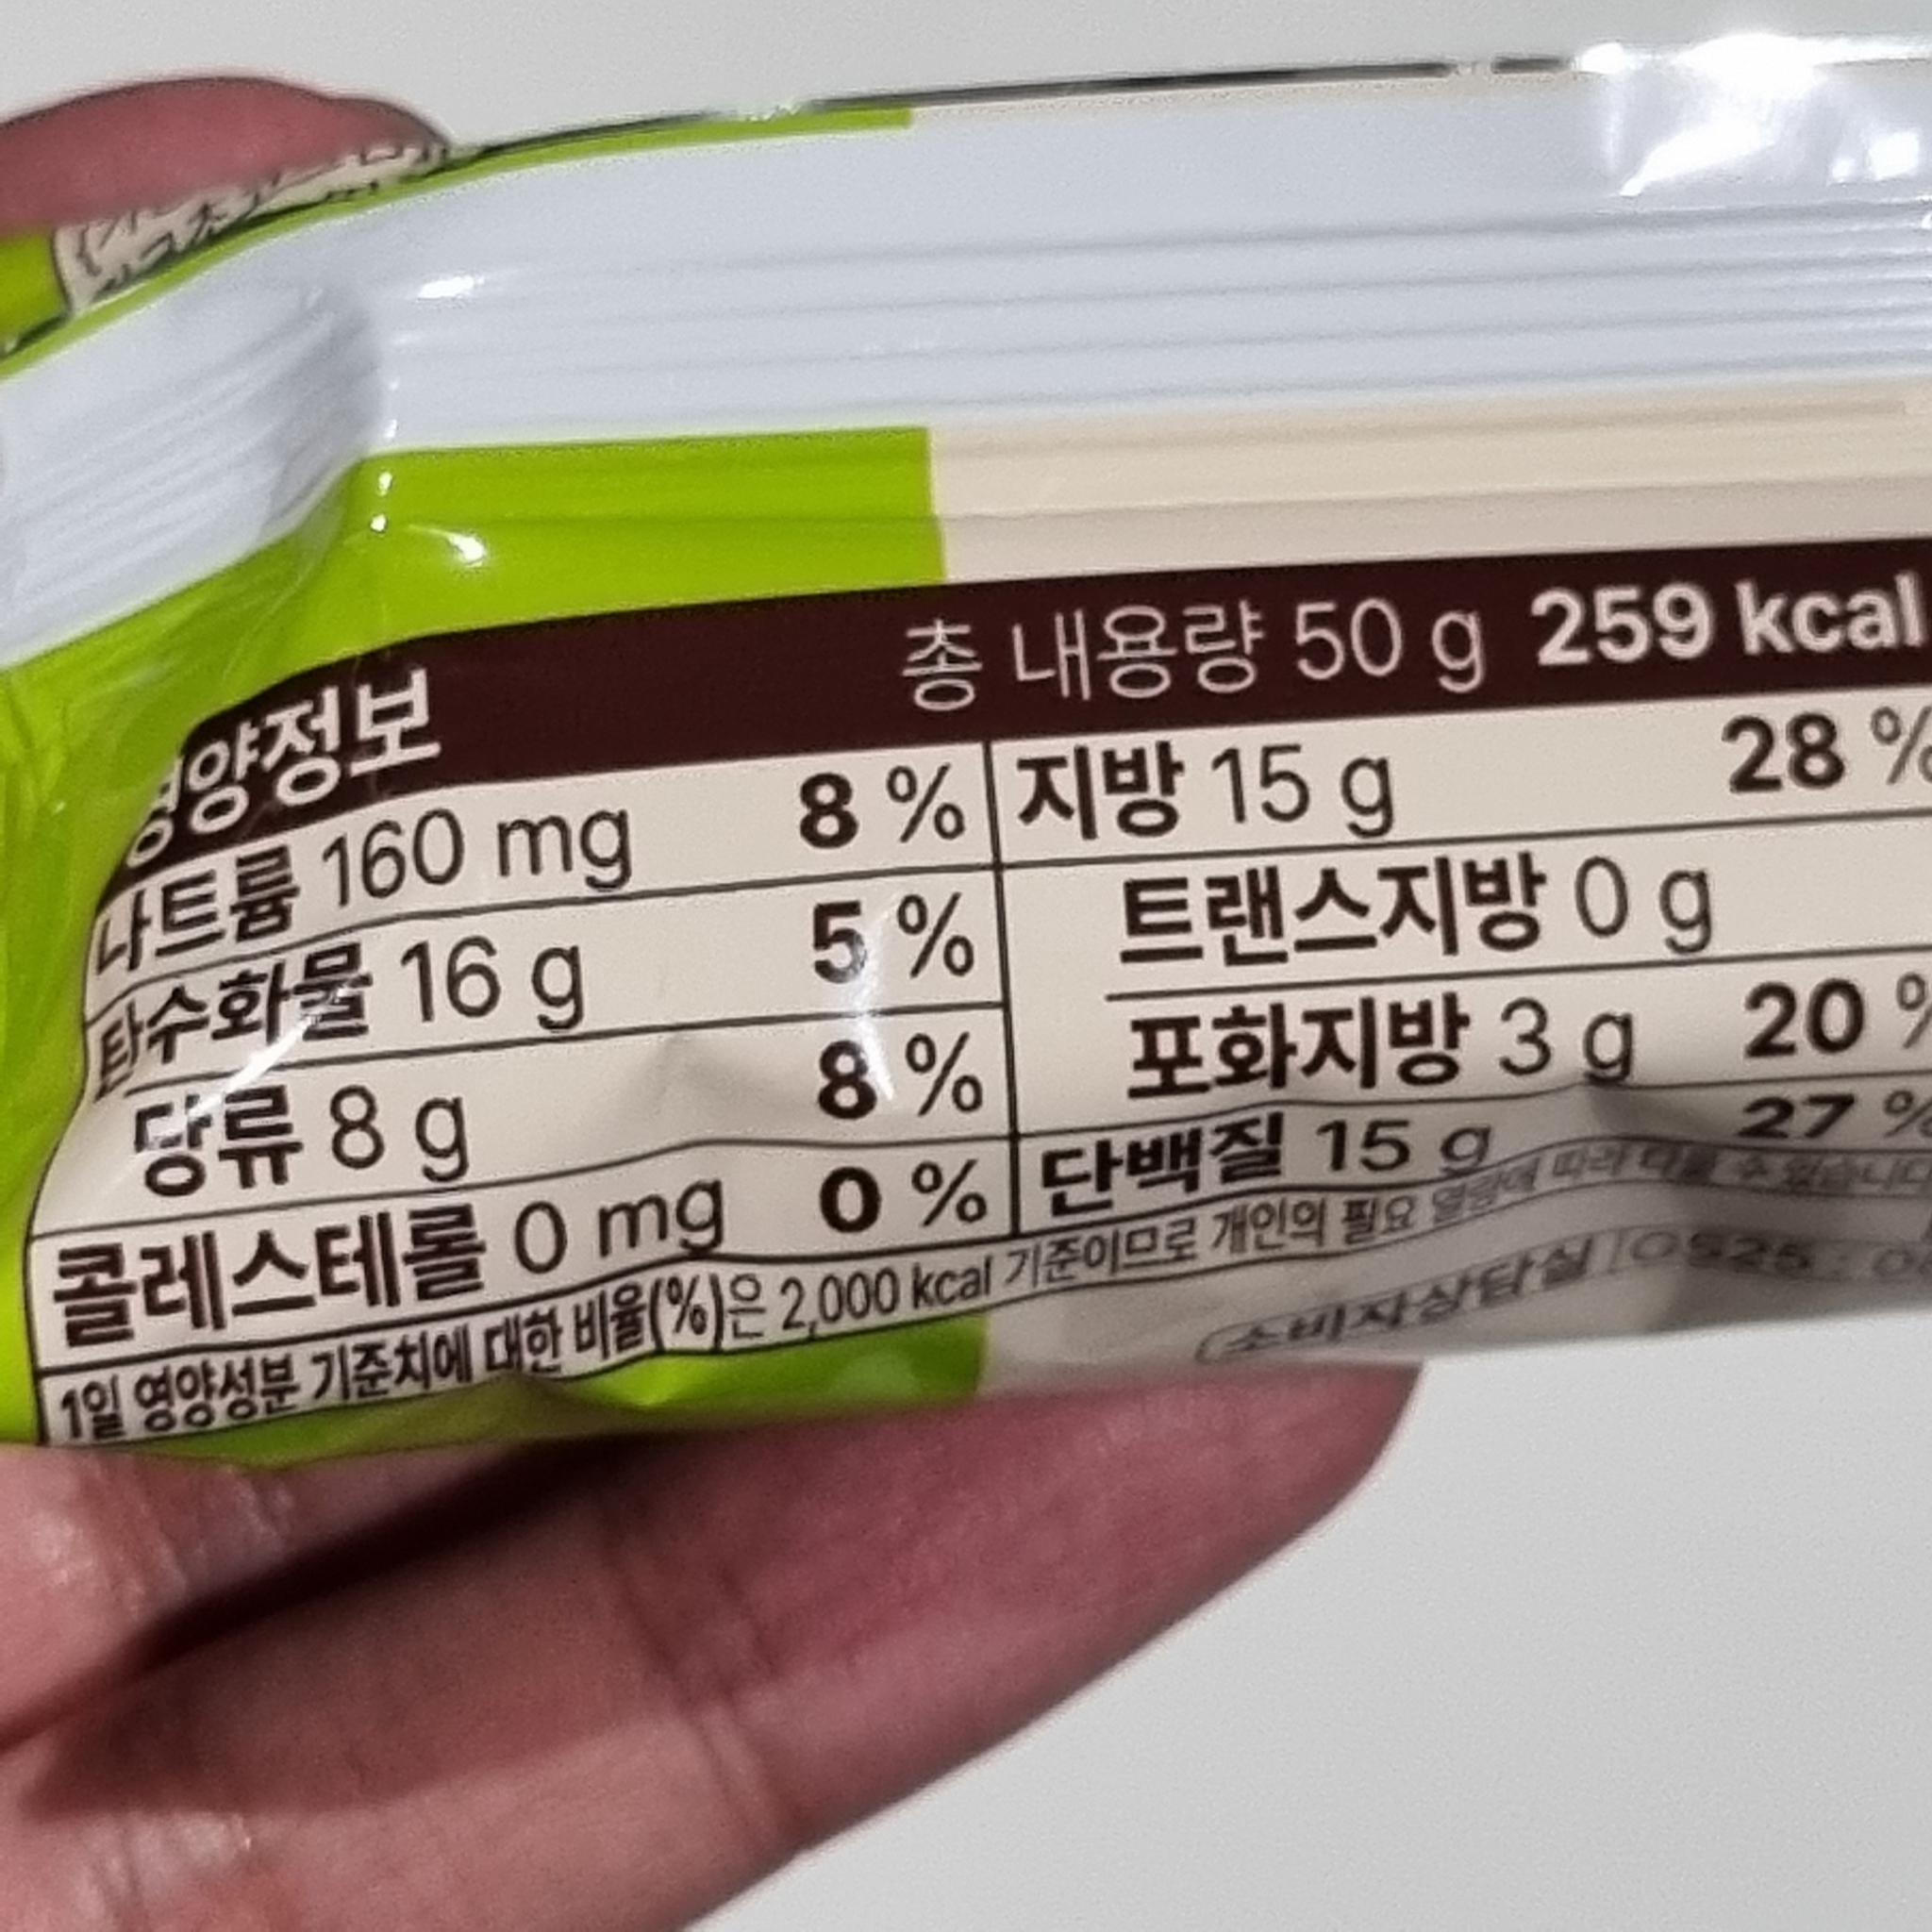 영양정보 총 내용량 50 g 259 kcal
나트륨 160 mg 8 % 지방 15 g 28 %
탄수화물 16 g 5 % 트랜스지방 0 g
당류 8 g 8 % 포화지방 3 g 20 %
콜레스테롤 0 mg 0 % 단백질 15 g 27 %
1일 영양성분 기준치에 대한 비율(%)은 2,000 kcal 기준이므로 개인의 필요 열량에 따라 다를 수 있습니다
소비자상담실